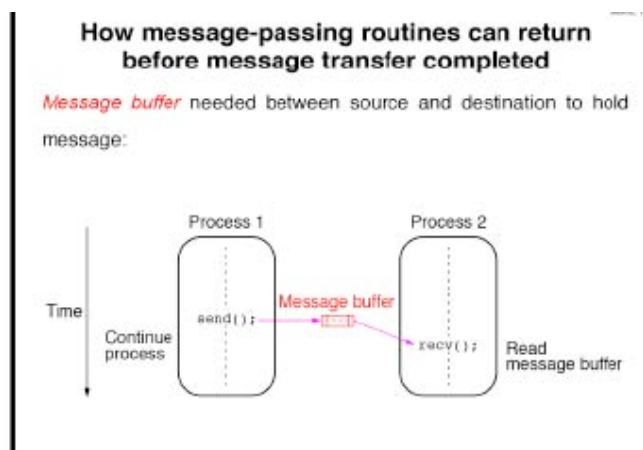 How message-passing routines can return
before message transfer completed
Message buffer needed between source and destination to hold
message:
Process 1
Process 2
Message buffer
Time
send();
Continue
process
recv();
Read
message buffer